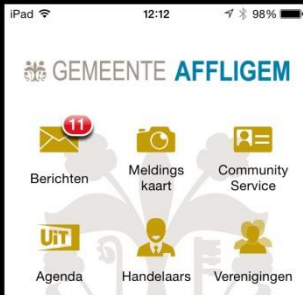 iPad 12:12 98%
GEMEENTE AFFLIGEM
11
Berichten
Meldings
kaart
Community
Service
UiT
Agenda
Handelaars
Verenigingen